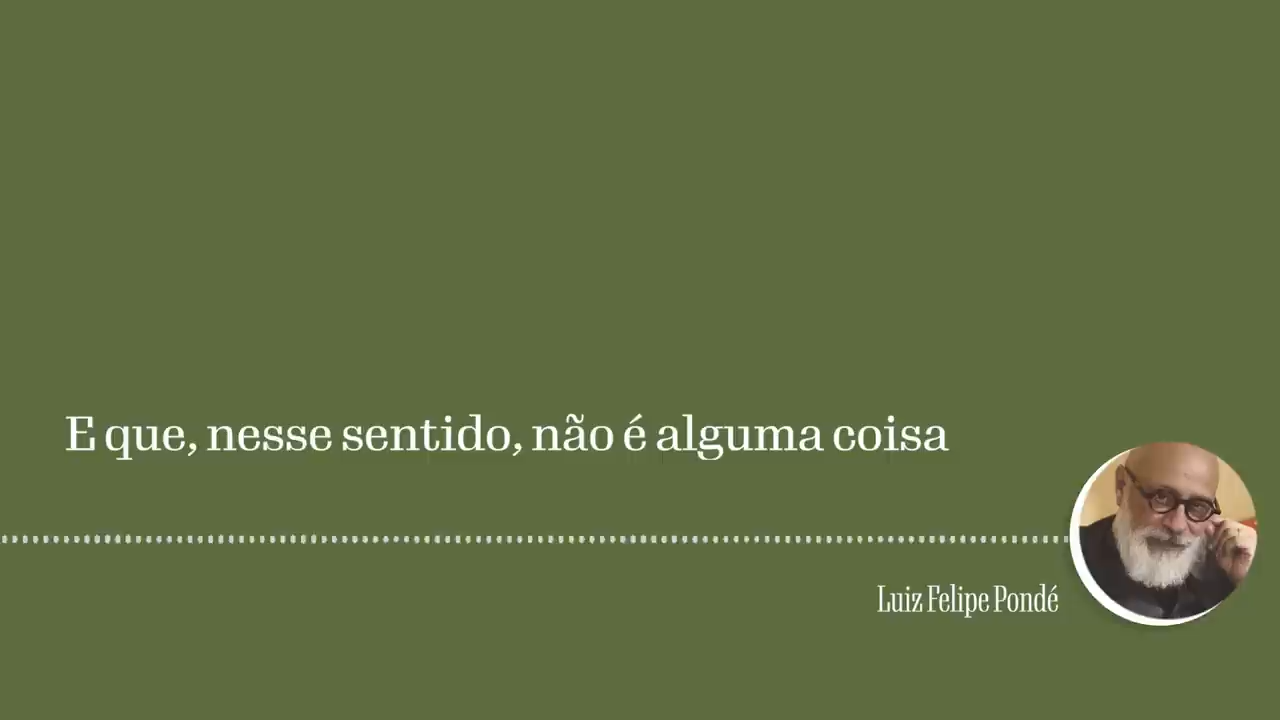 E que, nesse sentido, não é alguma coisa
Luiz Felipe Pondé